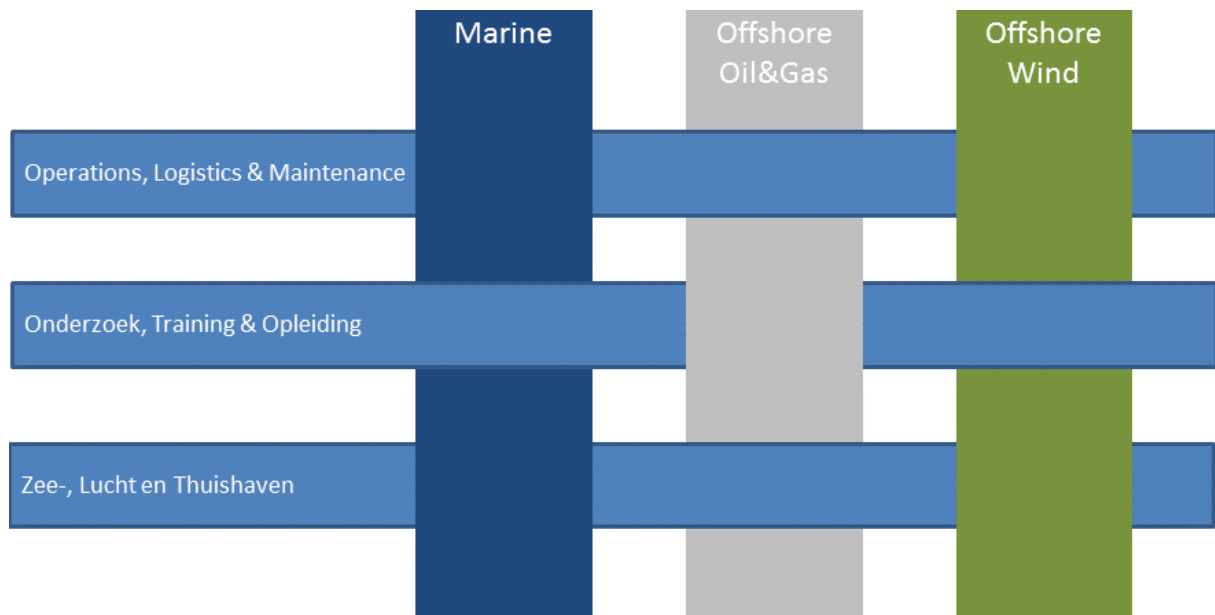 Marine
Offshore
Oil&Gas
Offshore
Wind
Operations, Logistics & Maintenance
Onderzoek, Training & Opleiding
Zee-, Lucht en Thuishaven